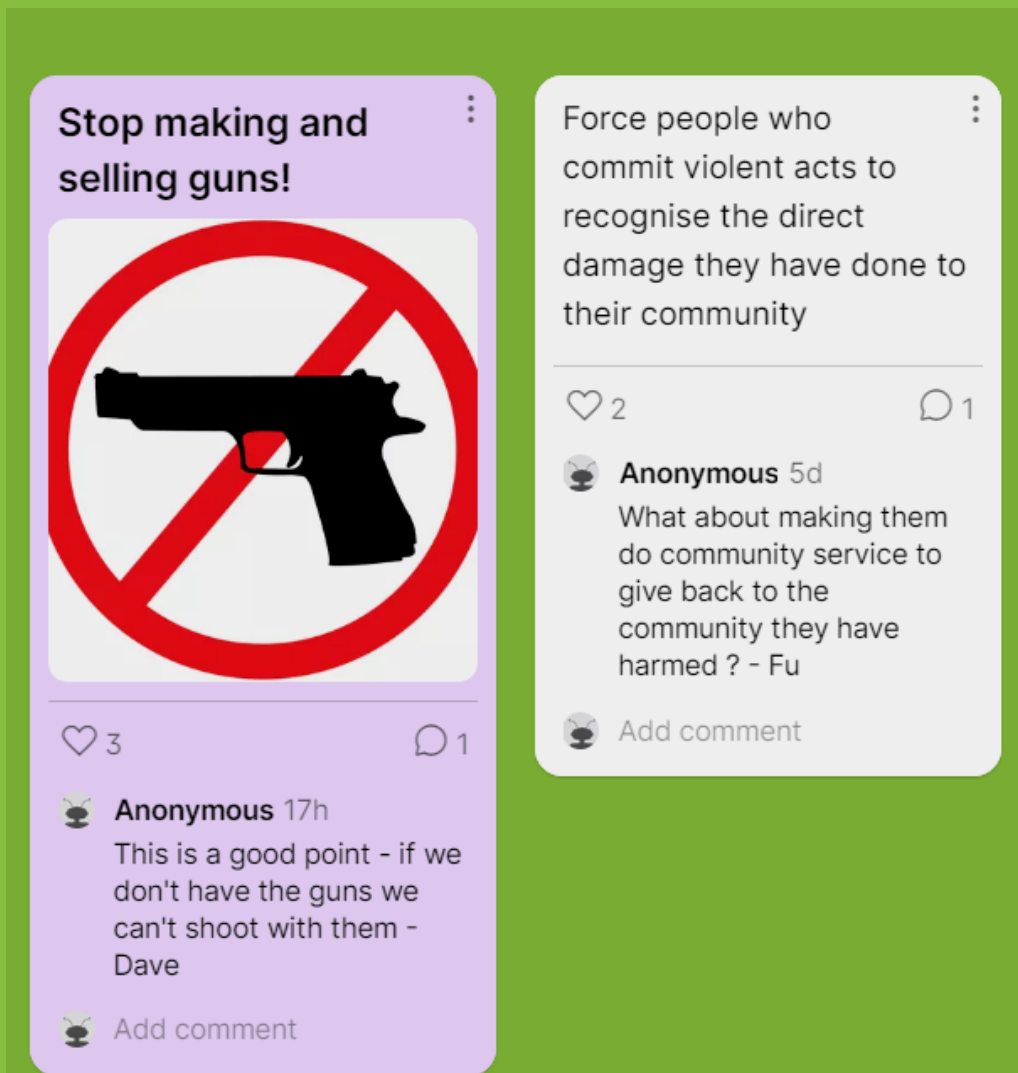 Stop making and
selling guns!
3
1
Anonymous 17h
This is a good point - if we
don't have the guns we
can't shoot with them -
Dave
Add comment
Force people who
commit violent acts to
recognise the direct
damage they have done to
their community
2
1
Anonymous 5d
What about making them
do community service to
give back to the
community they have
harmed ? - Fu
Add comment